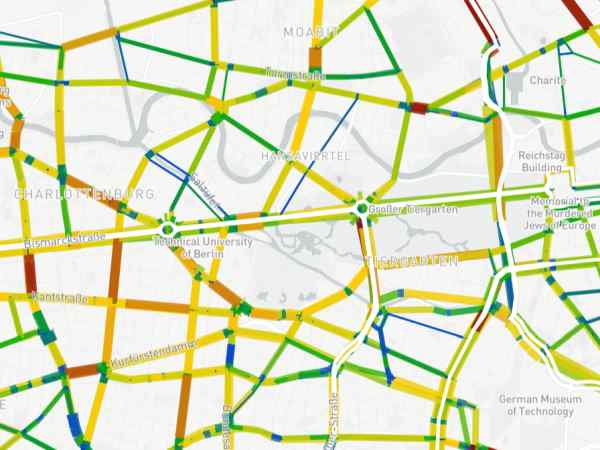 MOABIT
Turmstraße
Charité
HANSAVIERTEL
Reichstag
Building
CHARLOTTENBURG
Memorial to
the Murdered
Jews of Europe
Großer Tiergarten
Bismarckstraße
Technical University
of Berlin
TIERGARTEN
Kantstraße
Kurfürstendamm
German Museum
of Technology